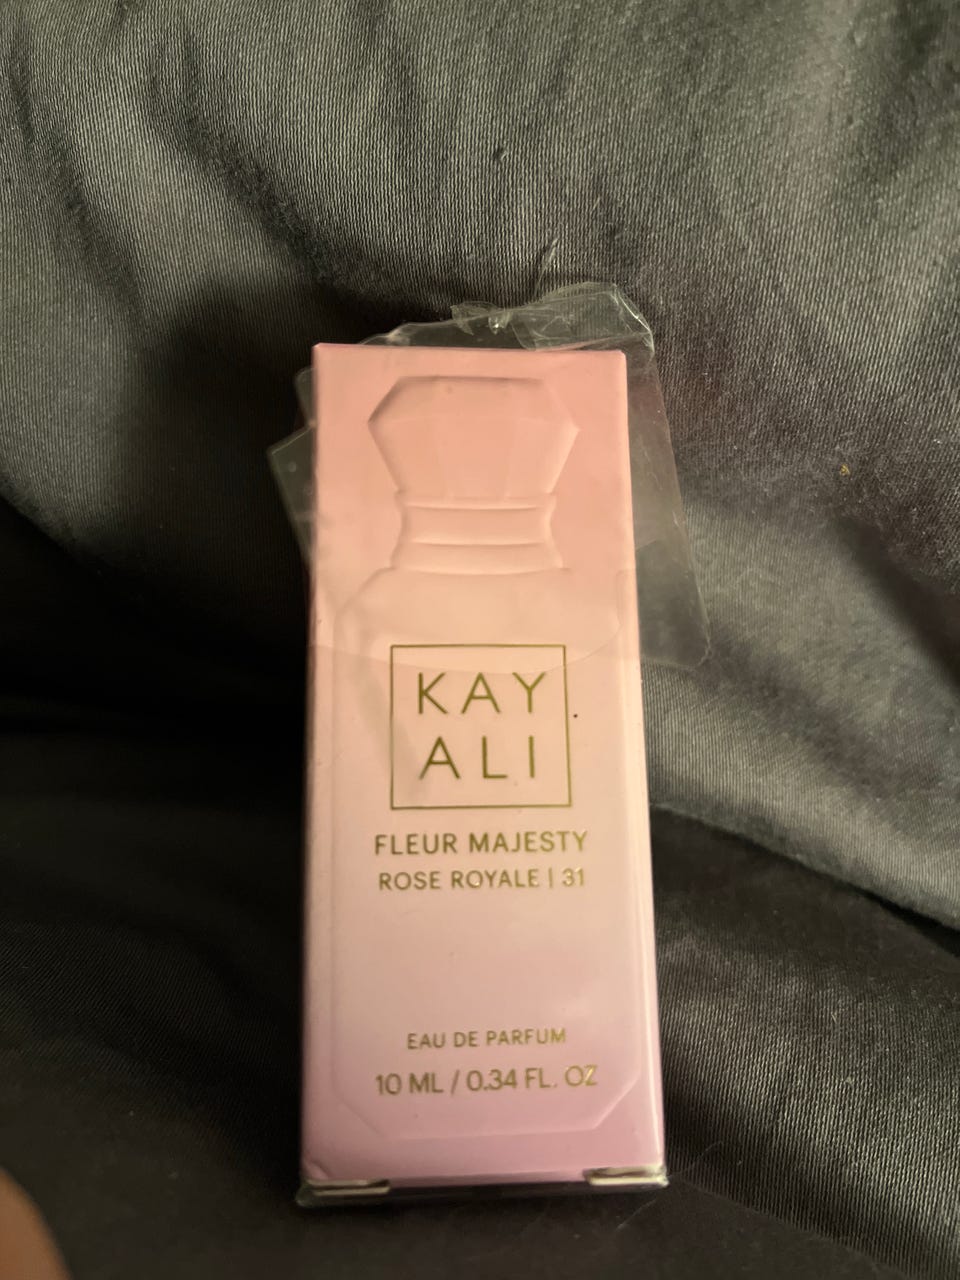 KAY
ALI
FLEUR MAJESTY
ROSE ROYALE | 31
EAU DE PARFUM
10 ML / 0.34 FL. OZ